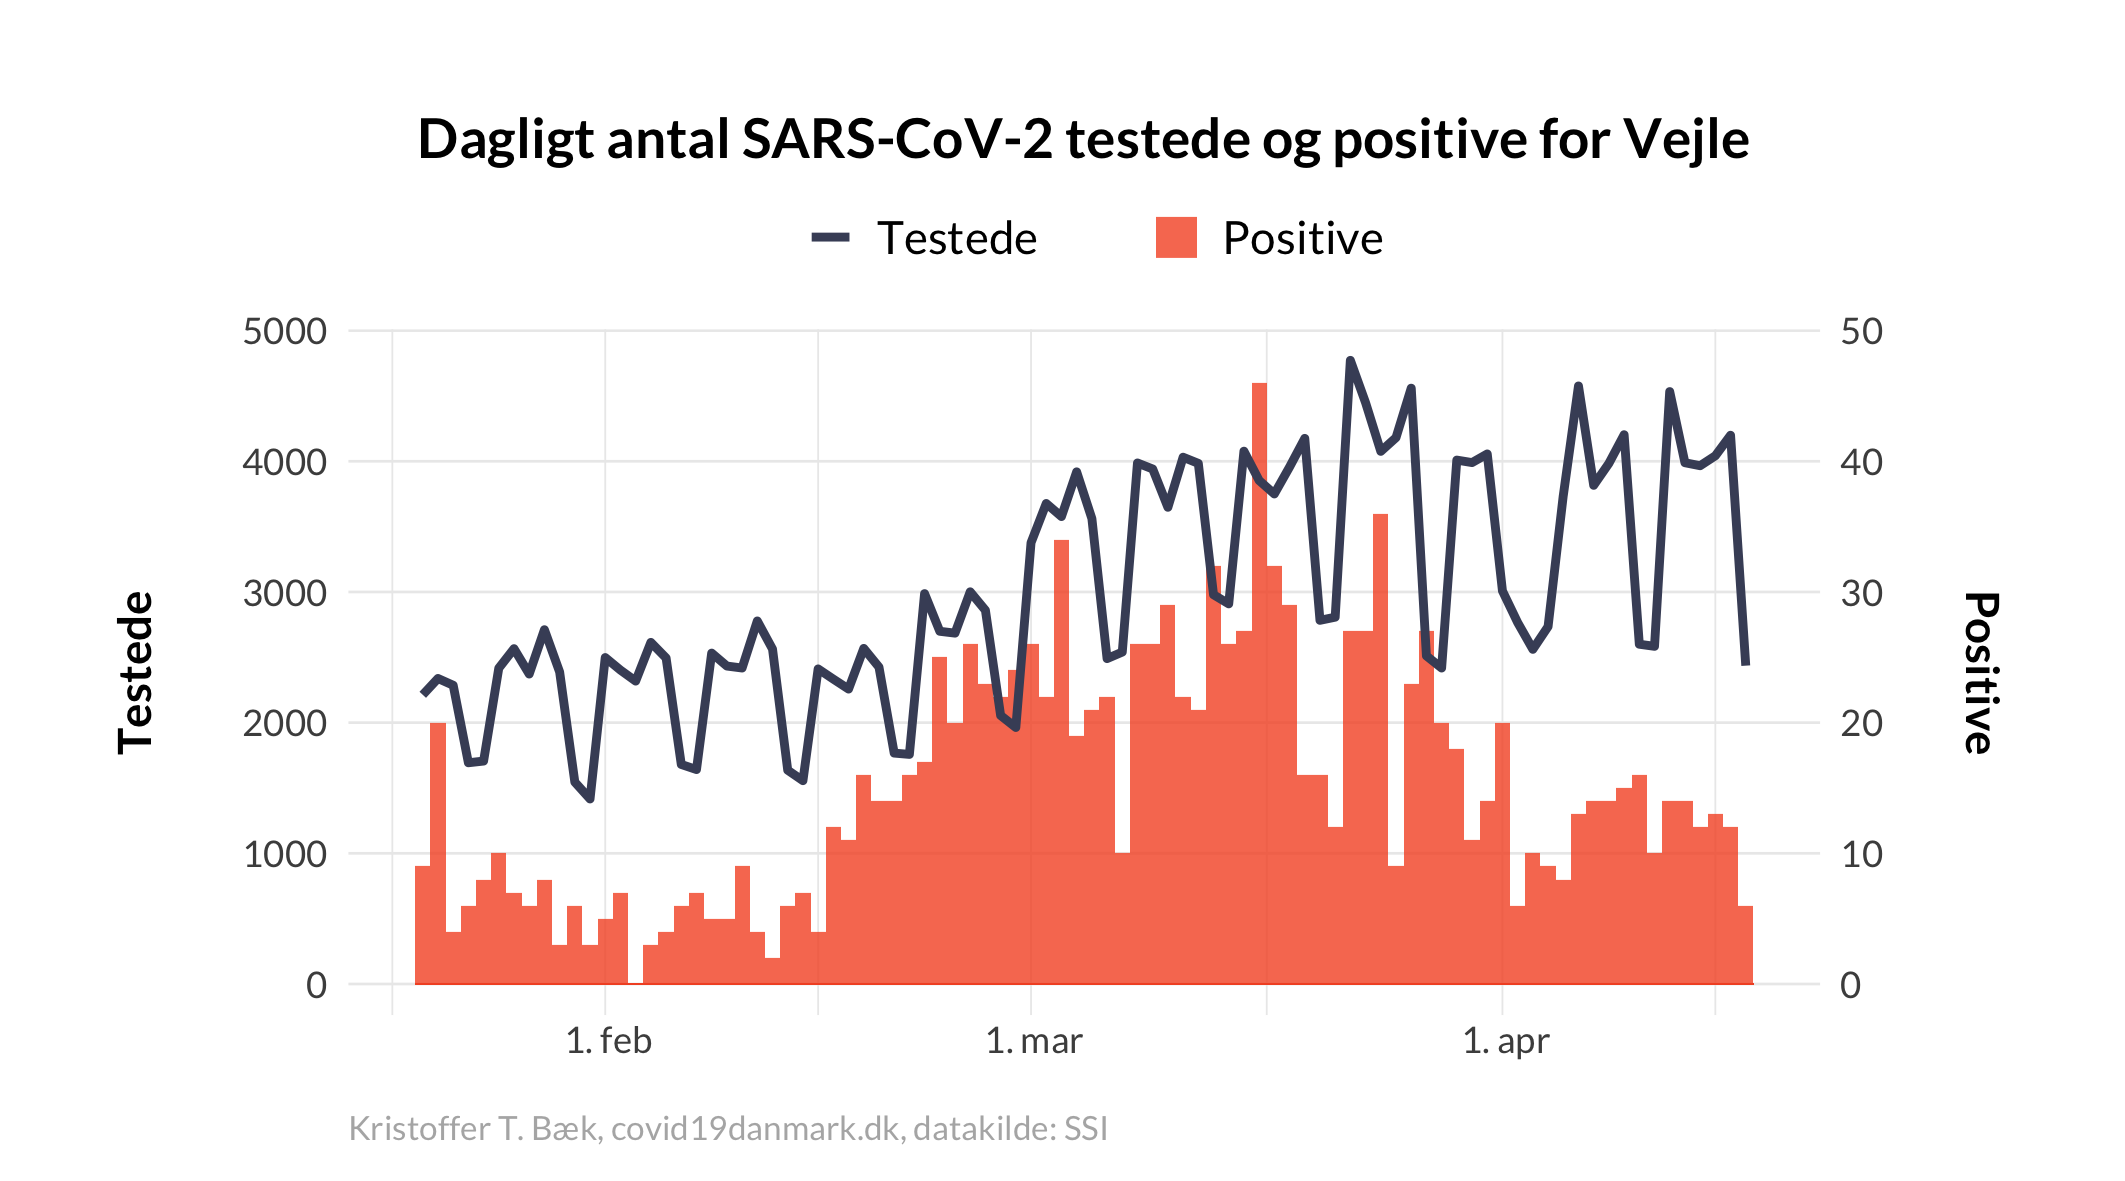 Dagligt antal SARS-CoV-2 testede og positive for Vejle
Testede
Positive
5000
4000
3000
2000
1000
0
Testede
50
40
30
20
10
0
Positive
1. feb
1. mar
1. apr
Kristoffer T. Bæk, covid19danmark.dk, datakilde: SSI